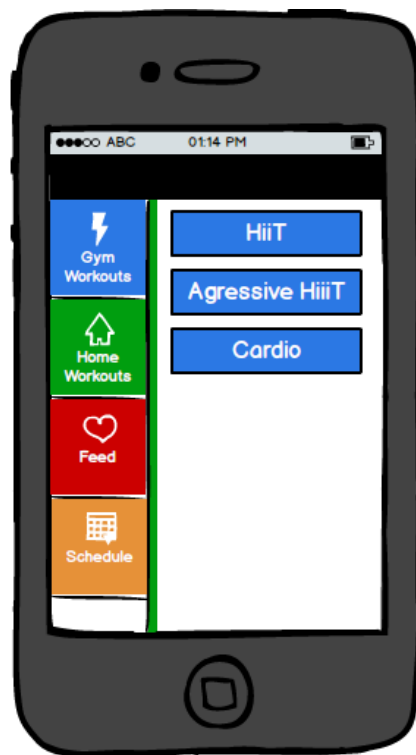 ABC 01:14 PM
Gym
Workouts
Home
Workouts
Feed
Schedule
HiiT
Agressive HiiiT
Cardio